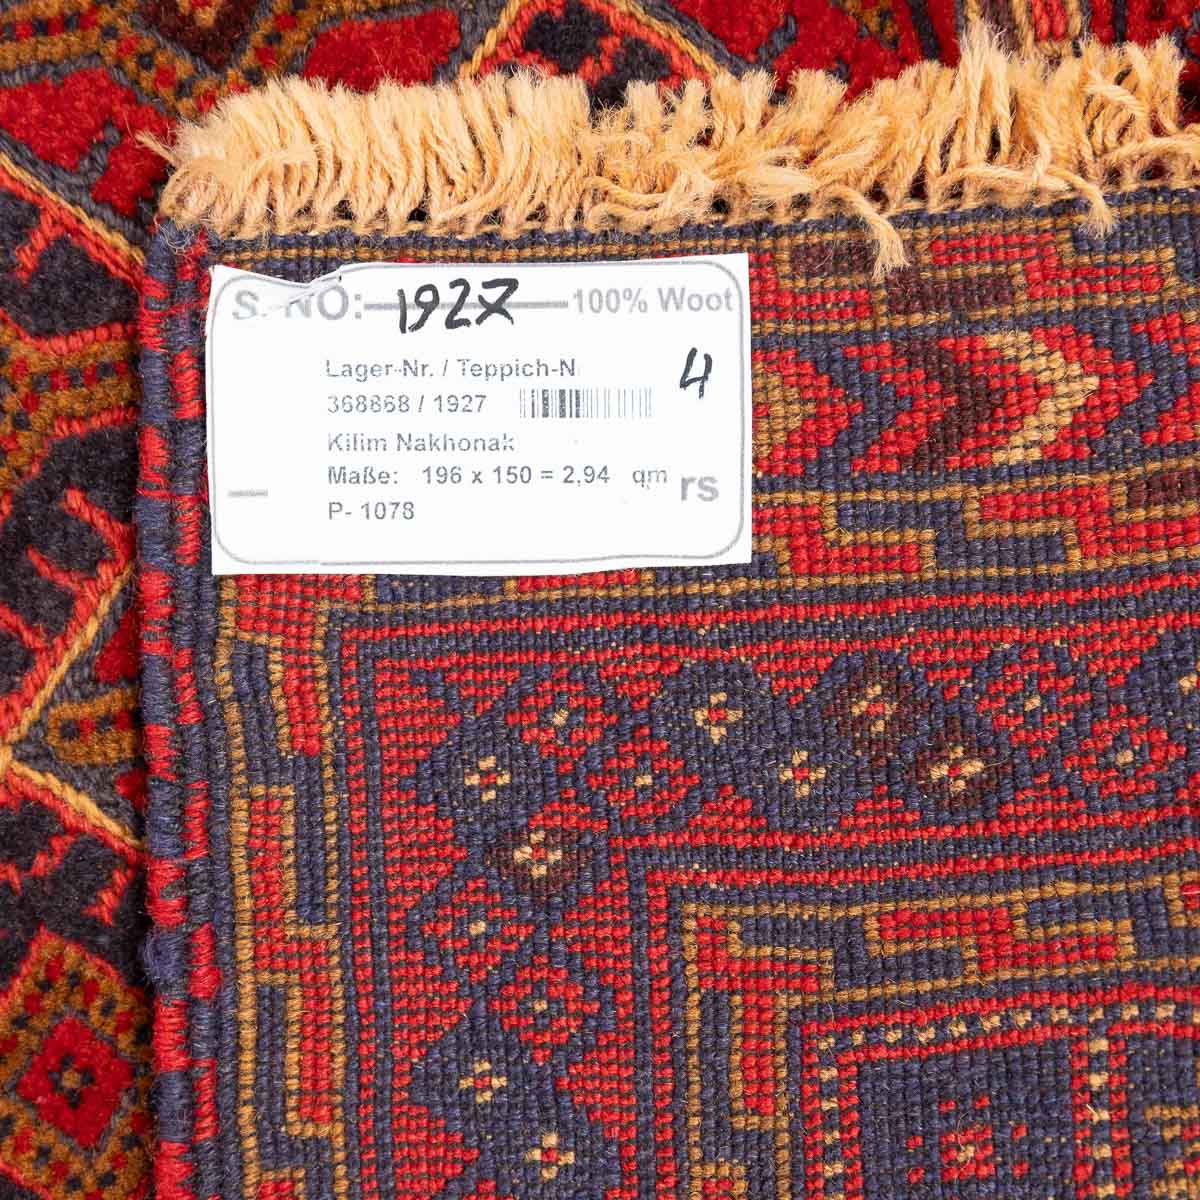 S.-NO: 1927 100% Woot
Lager-Nr. / Teppich-N 4
368868 / 1927
Kilim Nakhonak
Maße: 196 x 150 = 2,94 qm rs
P- 1078